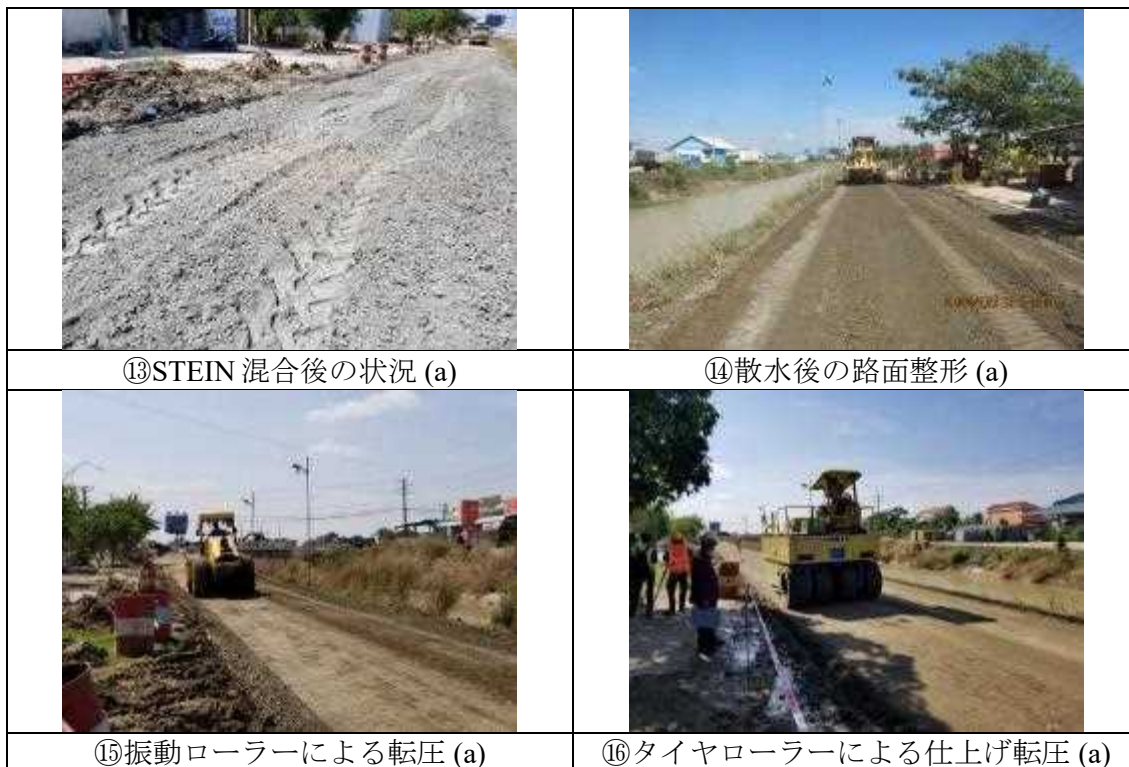 ⑬STEIN 混合後の状況 (a)
⑭散水後の路面整形 (a)
⑮振動ローラーによる転圧 (a)
⑯タイヤローラーによる仕上げ転圧 (a)